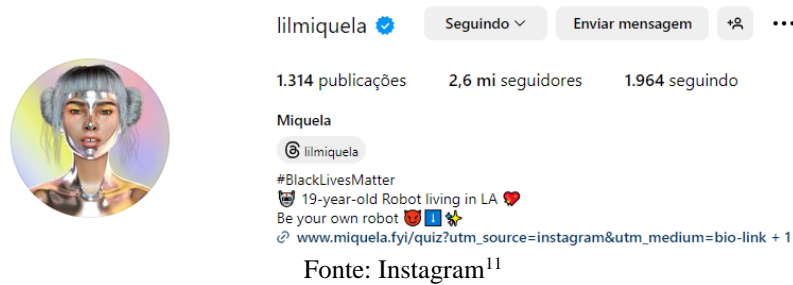 lilmiquela
Seguindo
Enviar mensagem
1.314 publicações 2,6 mi seguidores 1.964 seguindo
Miquela
lilmiquela
#BlackLivesMatter
19-year-old Robot living in LA
Be your own robot
www.miquela.fyi/quiz?utm_source=instagram&utm_medium=bio-link + 1
Fonte: Instagram11